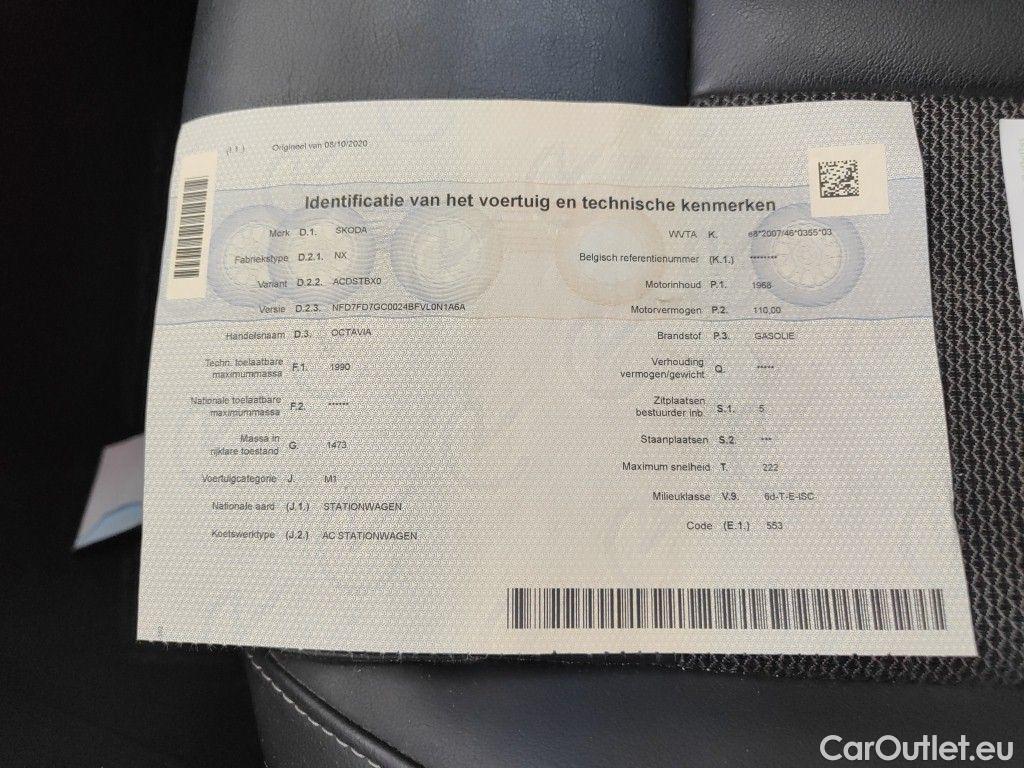 (I.1.) Origineel van 08/10/2020
Identificatie van het voertuig en technische kenmerken
Merk D.1. SKODA
Fabriekstype D.2.1. NX
Variant D.2.2. ACDSTBX0
Versie D.2.3. NFD7FD7GC0024BFVL0N1A6A
Handelsnaam D.3. OCTAVIA
Techn. toelaatbare
maximummassa F.1. 1990
Nationale toelaatbare
maximummassa F.2. ******
Massa in
rijklare toestand G. 1473
Voertuigcategorie J. M1
Nationale aard (J.1.) STATIONWAGEN
Koetswerktype (J.2.) AC STATIONWAGEN
WVTA K. e8*2007/46*0355*03
Belgisch referentienummer (K.1.) ********
Motorinhoud P.1. 1968
Motorvermogen P.2. 110,00
Brandstof P.3. GASOLIE
Verhouding
vermogen/gewicht Q. *****
Zitplaatsen
bestuurder inb. S.1. 5
Staanplaatsen S.2. ***
Maximum snelheid T. 222
Milieuklasse V.9. 6d-T-E-ISC
Code (E.1.) 553
CarOutlet.eu